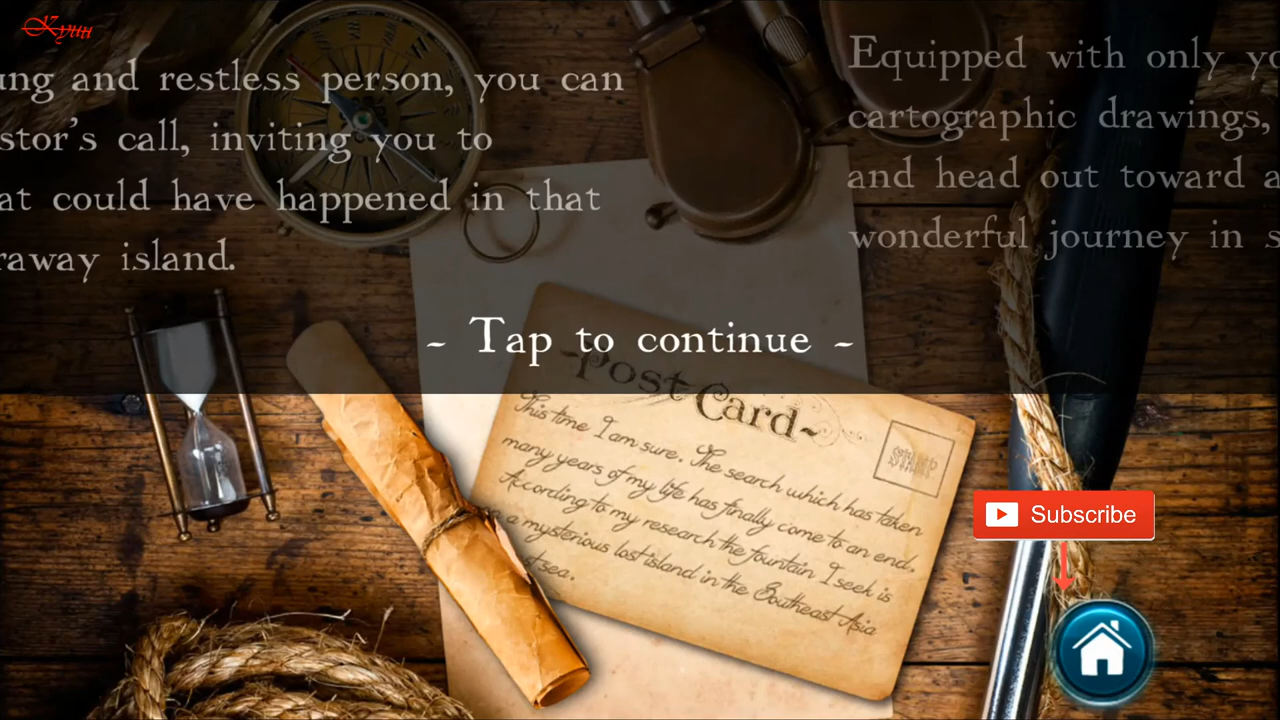 Kyuu
ung and restless person, you can
stor's call, inviting you to
at could have happened in that
raway island.
Equipped with only yo
cartographic drawings,
and head out toward a
wonderful journey in s
- Tap to continue -
-Post Card-
STAMP
This time I am sure. The search which has taken
many years of my life has finally come to an end.
According to my research the fountain I seek is
a mysterious lost island in the Southeast Asia
sea.
Subscribe